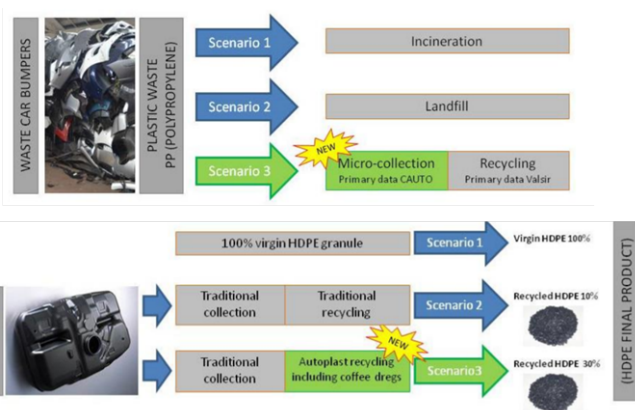 WASTE CAR BUMPERS
PLASTIC WASTE
PP (POLYPROPYLENE)
Scenario 1
Incineration
Scenario 2
Landfill
Scenario 3
NEW
Micro-collection
Primary data CAUTO
Recycling
Primary data Valsir
100% virgin HDPE granule
Scenario 1
Virgin HDPE 100%
Traditional
collection
Traditional
recycling
Scenario 2
Recycled HDPE 10%
Traditional
collection
NEW
Autoplast recycling
including coffee dregs
Scenario3
Recycled HDPE 30%
(HDPE FINAL PRODUCT)